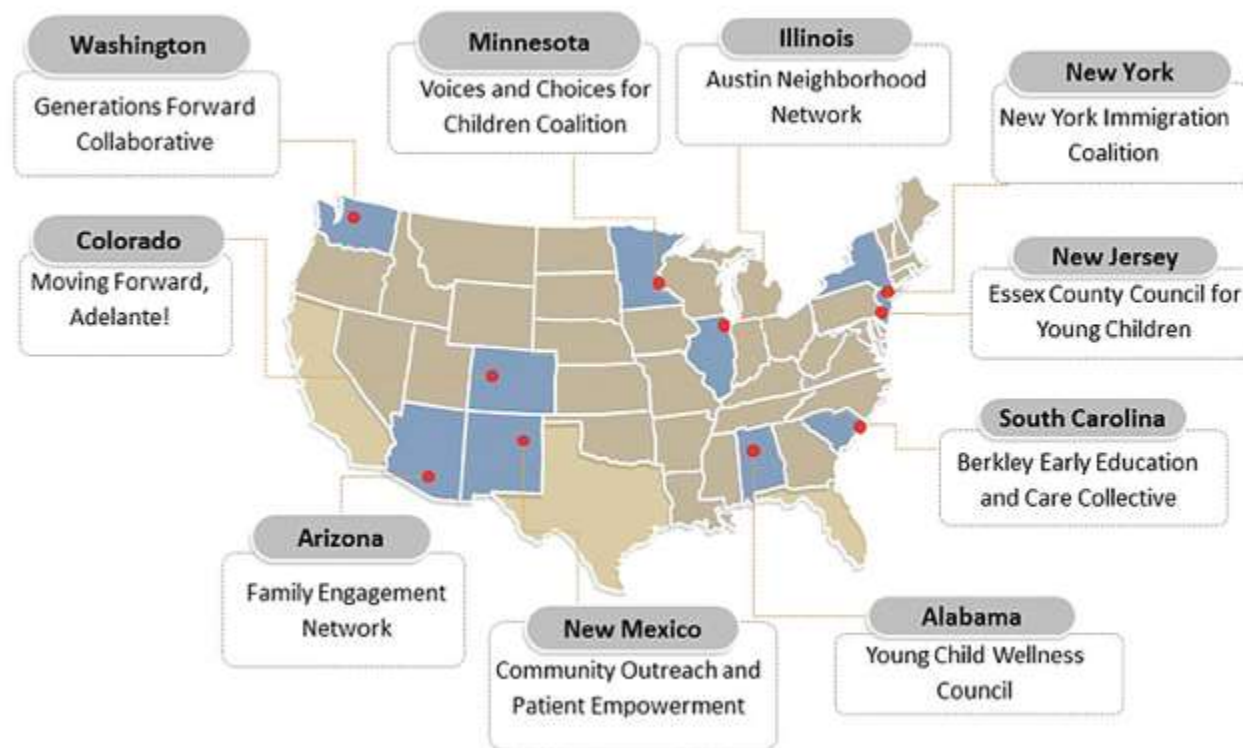 Washington
Generations Forward
Collaborative
Minnesota
Voices and Choices for
Children Coalition
Illinois
Austin Neighborhood
Network
New York
New York Immigration
Coalition
Colorado
Moving Forward,
Adelante!
New Jersey
Essex County Council for
Young Children
South Carolina
Berkley Early Education
and Care Collective
Arizona
Family Engagement
Network
New Mexico
Community Outreach and
Patient Empowerment
Alabama
Young Child Wellness
Council